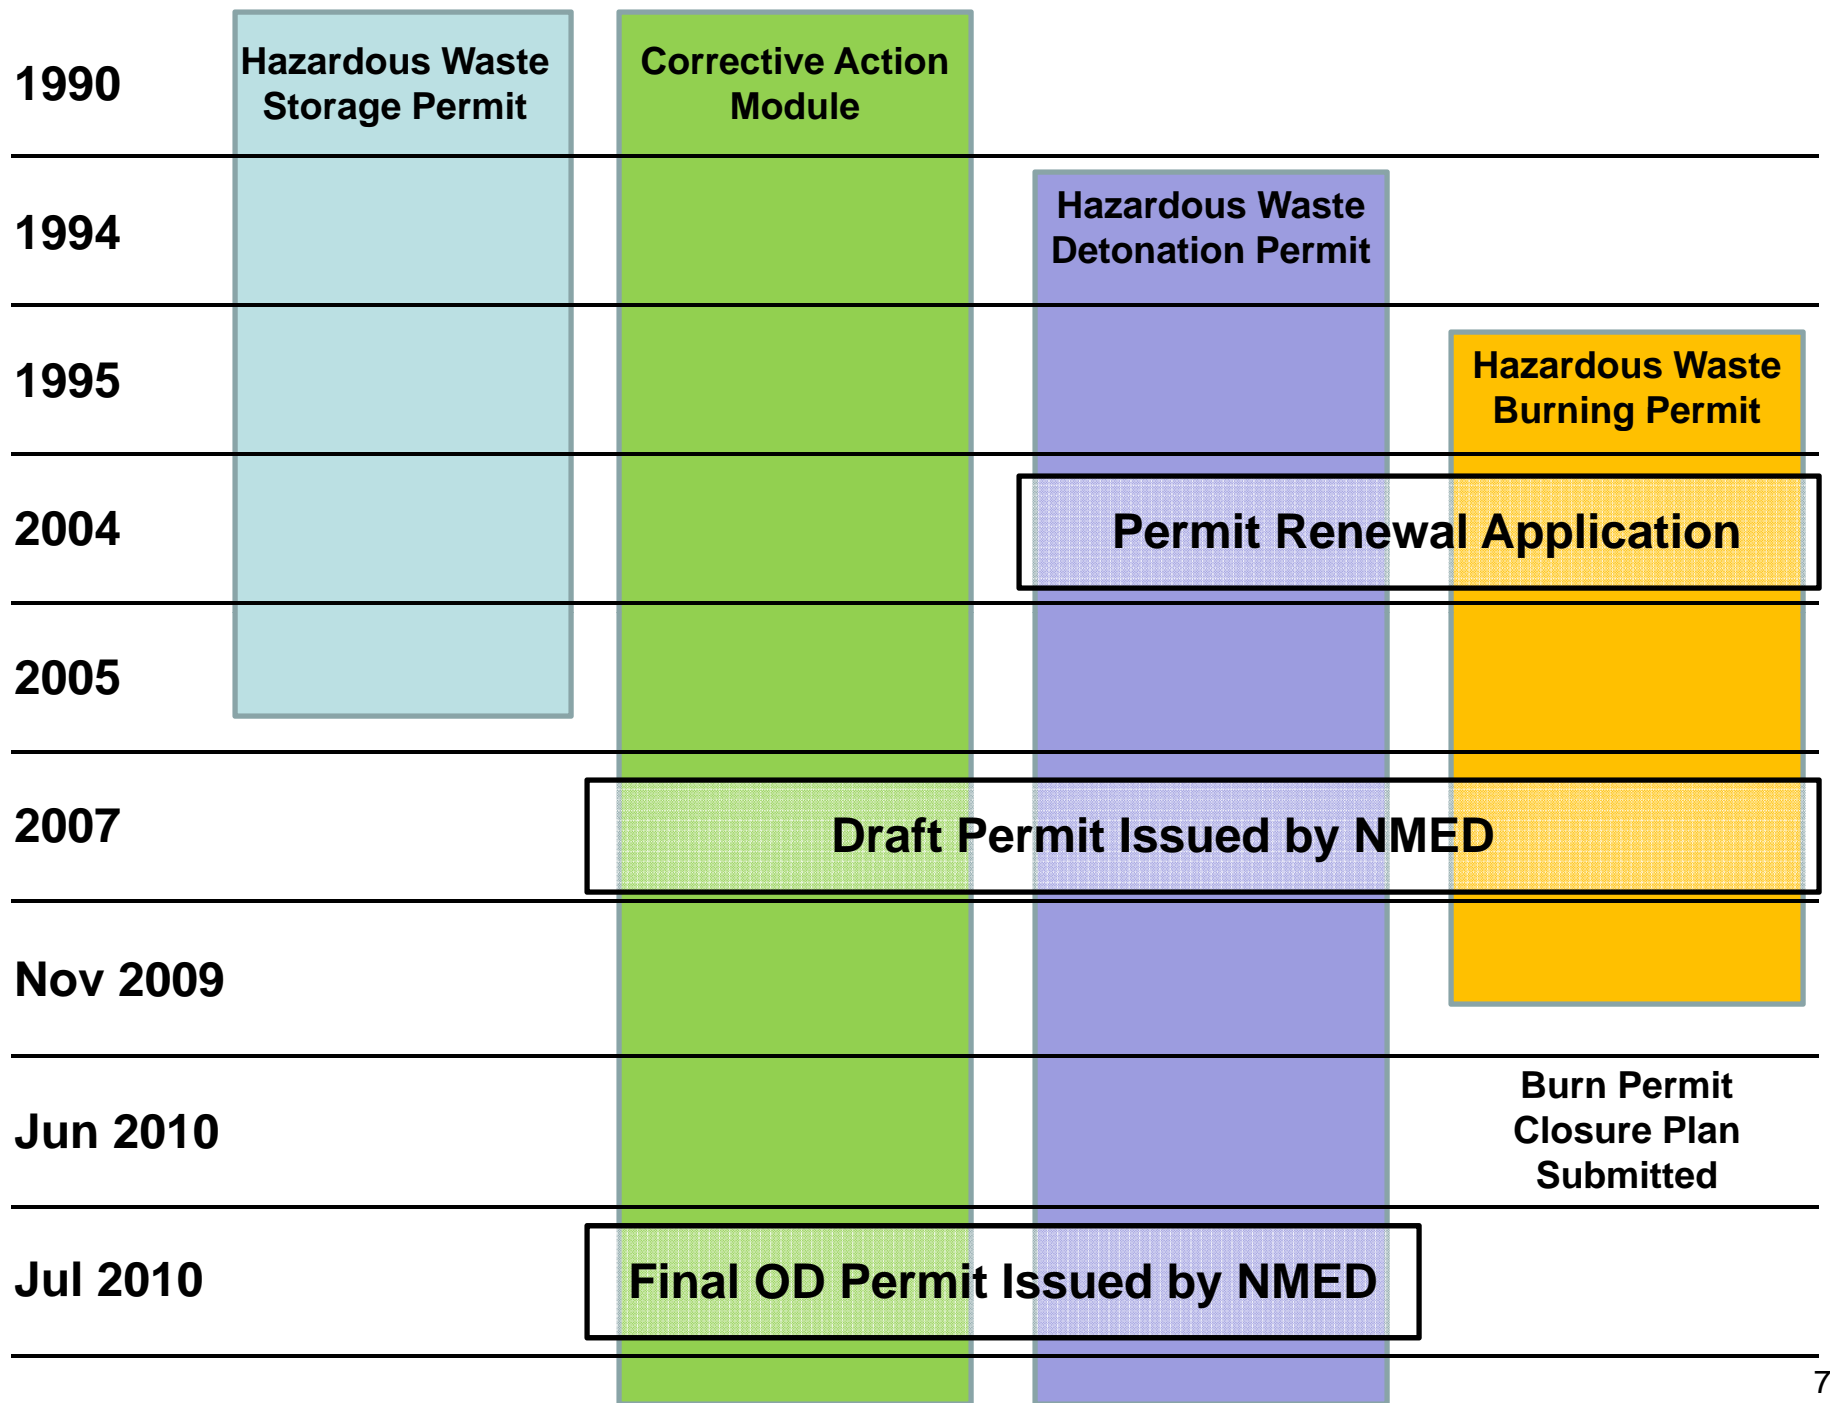 1990
Hazardous Waste
Storage Permit
Corrective Action
Module
1994
Hazardous Waste
Detonation Permit
1995
Hazardous Waste
Burning Permit
2004
Permit Renewal Application
2005
2007
Draft Permit Issued by NMED
Nov 2009
Jun 2010
Burn Permit
Closure Plan
Submitted
Jul 2010
Final OD Permit Issued by NMED
7